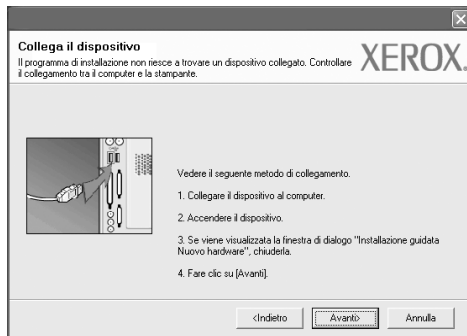 Collega il dispositivo
Il programma di installazione non riesce a trovare un dispositivo collegato. Controllare
il collegamento tra il computer e la stampante.
XEROX.
Vedere il seguente metodo di collegamento.
1. Collegare il dispositivo al computer.
2. Accendere il dispositivo.
3. Se viene visualizzata la finestra di dialogo "Installazione guidata
Nuovo hardware", chiuderla.
4. Fare clic su [Avanti].
<Indietro
Avanti>
Annulla